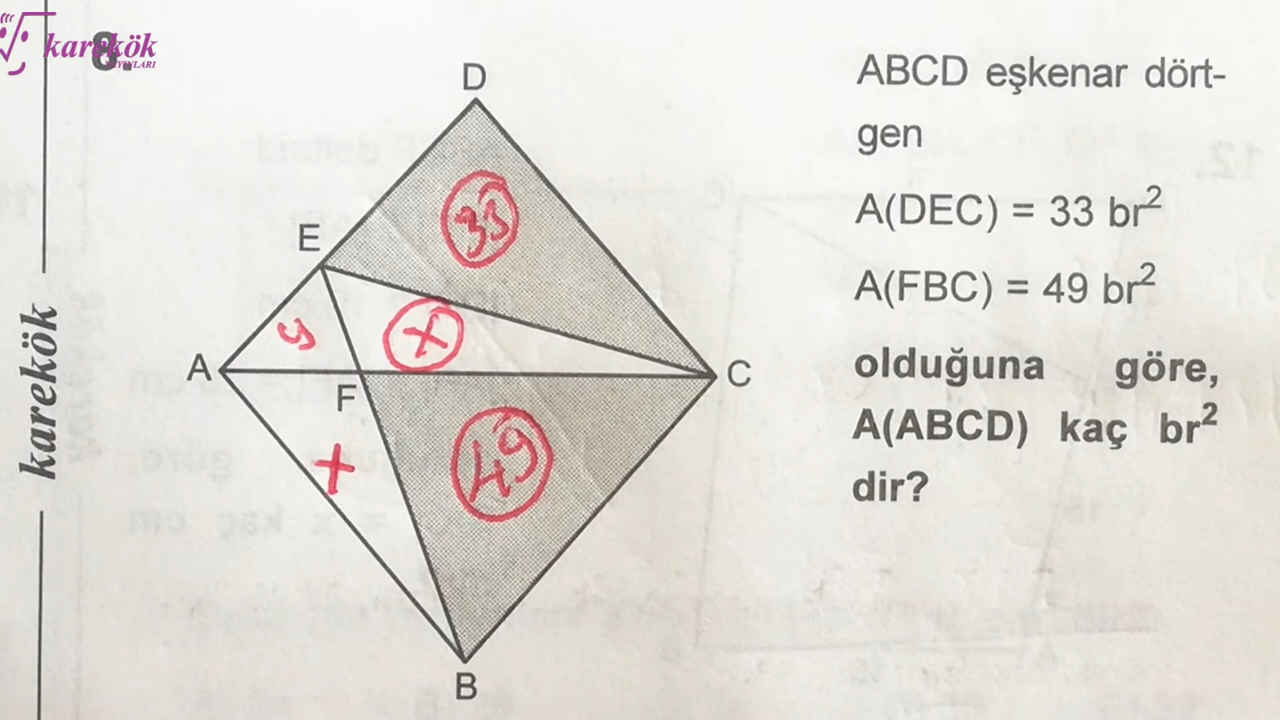 karekök
YAYINLARI
8.
karekök
D
E
A
F
C
B
33
y
x
x
49
ABCD eşkenar dört-
gen
A(DEC) = 33 br²
A(FBC) = 49 br²
olduğuna göre,
A(ABCD) kaç br²
dir?